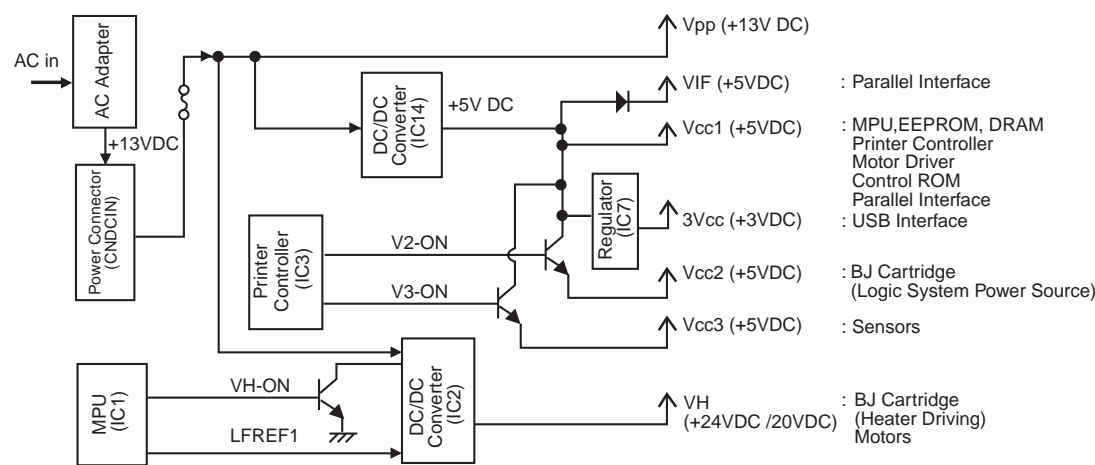 Vpp (+13V DC)
AC in
AC Adapter
+13VDC
Power Connector
(CNDCIN)
DC/DC
Converter
(IC14)
+5V DC
VIF (+5VDC)
: Parallel Interface
Vcc1 (+5VDC)
: MPU,EEPROM, DRAM
Printer Controller
Motor Driver
Control ROM
Parallel Interface
Regulator
(IC7)
3Vcc (+3VDC)
: USB Interface
Printer
Controller
(IC3)
V2-ON
V3-ON
Vcc2 (+5VDC)
: BJ Cartridge
(Logic System Power Source)
Vcc3 (+5VDC)
: Sensors
MPU
(IC1)
VH-ON
LFREF1
DC/DC
Converter
(IC2)
VH
(+24VDC /20VDC)
: BJ Cartridge
(Heater Driving)
Motors